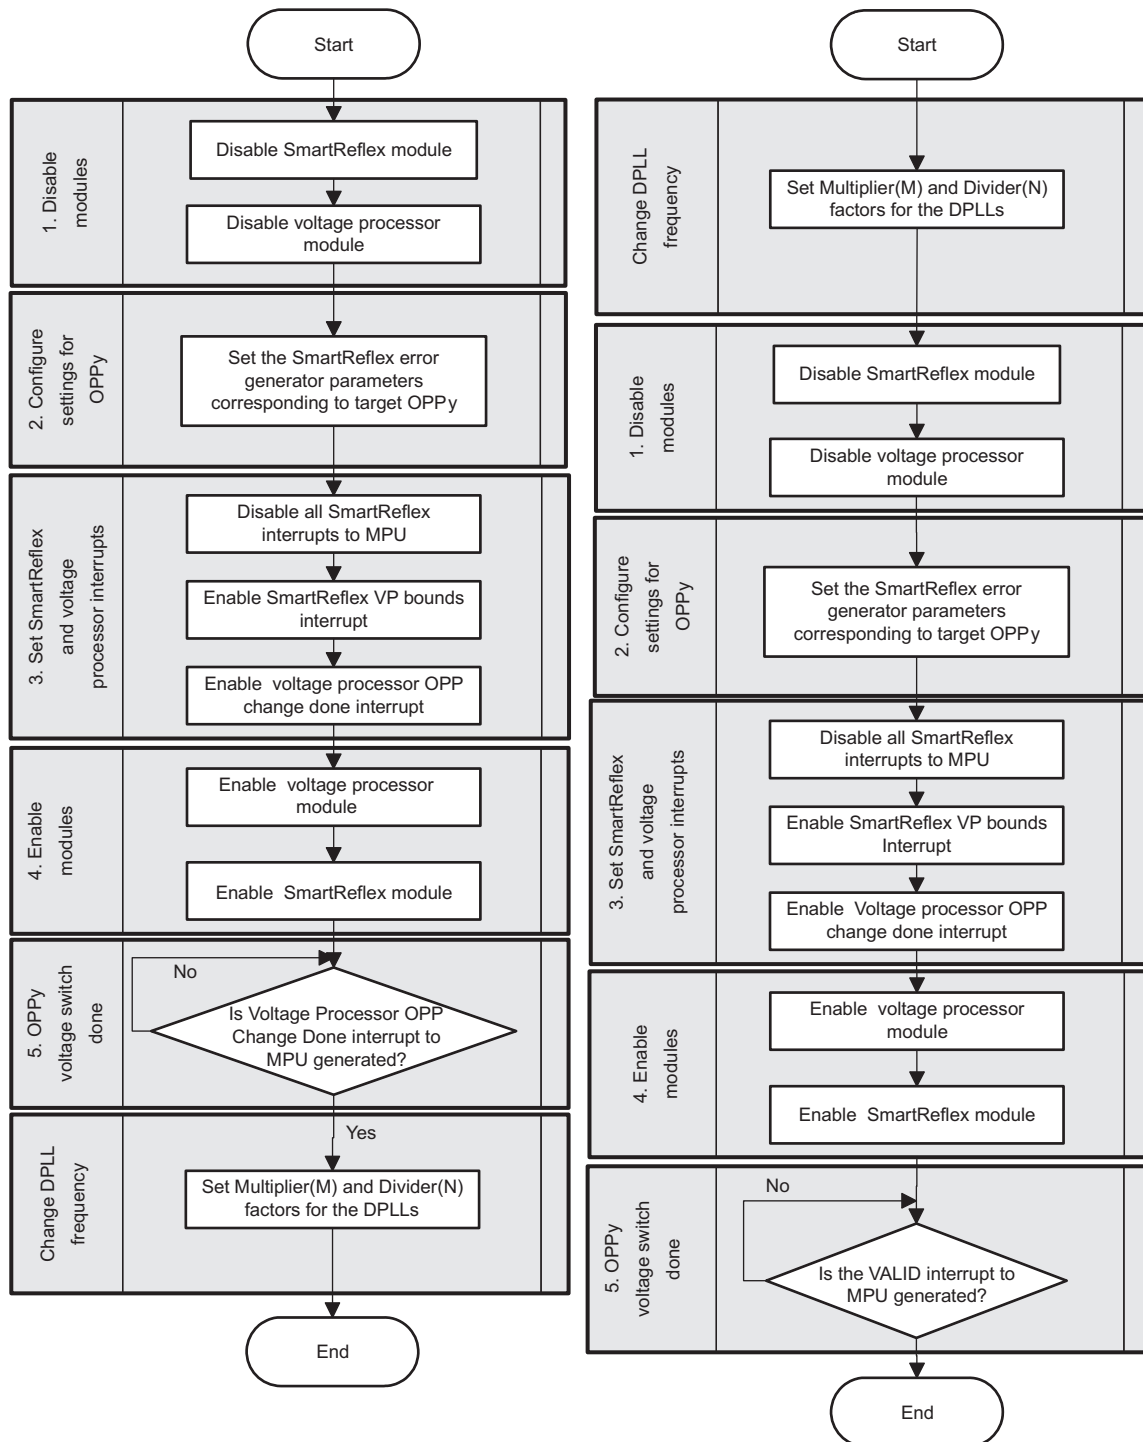 Start
1. Disable
modules
Disable SmartReflex module
Disable voltage processor
module
2. Configure
settings for
OPPy
Set the SmartReflex error
generator parameters
corresponding to target OPPy
3. Set SmartReflex
and voltage
processor interrupts
Disable all SmartReflex
interrupts to MPU
Enable SmartReflex VP bounds
interrupt
Enable voltage processor OPP
change done interrupt
4. Enable
modules
Enable voltage processor
module
Enable SmartReflex module
5. OPPy
voltage switch
done
No
Is Voltage Processor OPP
Change Done interrupt to
MPU generated?
Yes
Change DPLL
frequency
Set Multiplier(M) and Divider(N)
factors for the DPLLs
End
Start
Change DPLL
frequency
Set Multiplier(M) and Divider(N)
factors for the DPLLs
1. Disable
modules
Disable SmartReflex module
Disable voltage processor
module
2. Configure
settings for
OPPy
Set the SmartReflex error
generator parameters
corresponding to target OPPy
3. Set SmartReflex
and voltage
processor interrupts
Disable all SmartReflex
interrupts to MPU
Enable SmartReflex VP bounds
Interrupt
Enable Voltage processor OPP
change done interrupt
4. Enable
modules
Enable voltage processor
module
Enable SmartReflex module
5. OPPy
voltage switch
done
No
Is the VALID interrupt to
MPU generated?
End